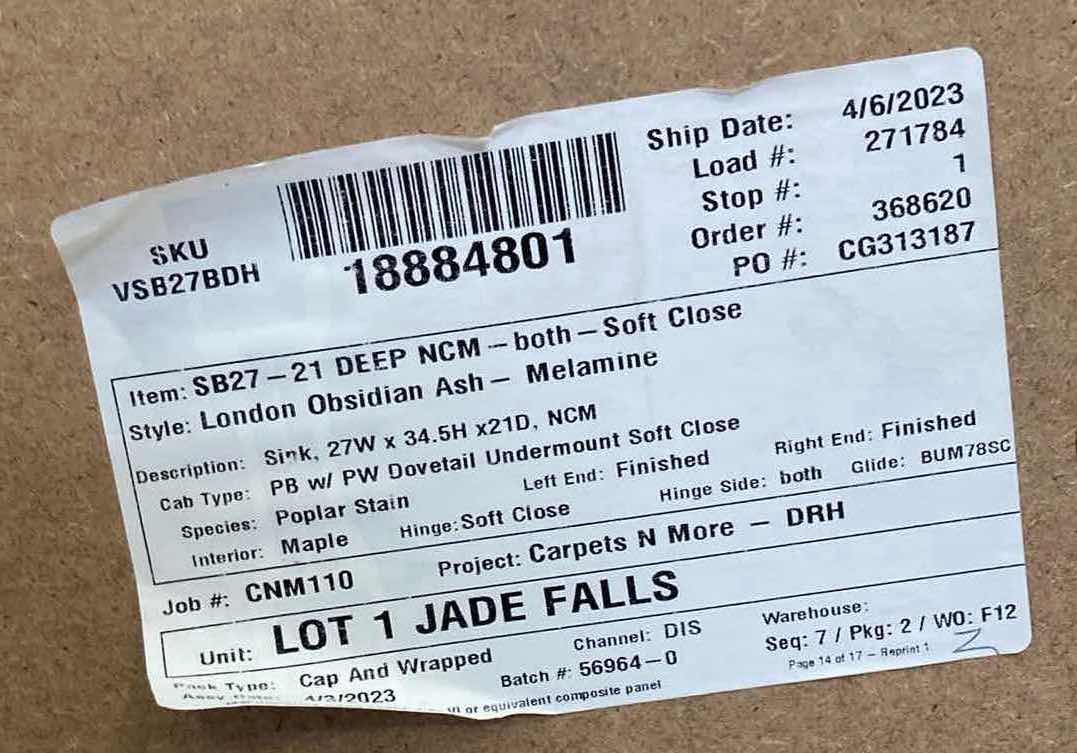 SKU
VSB27BDH
18884801
Ship Date: 4/6/2023
Load #: 271784
Stop #: 1
Order #: 368620
PO #: CG313187
Item: SB27 – 21 DEEP NCM – both – Soft Close
Style: London Obsidian Ash – Melamine
Description: Sink, 27W x 34.5H x21D, NCM
Cab Type: PB w/ PW Dovetail Undermount Soft Close
Species: Poplar Stain Left End: Finished Right End: Finished
Interior: Maple Hinge: Soft Close Hinge Side: both Glide: BUM78SC
Job #: CNM110 Project: Carpets N More – DRH
Unit: LOT 1 JADE FALLS
Pack Type: Cap And Wrapped Channel: DIS Warehouse:
4/3/2023 Batch #: 56964–0 Seq: 7 / Pkg: 2 / WO: F12
or equivalent composite panel Page 14 of 17 – Reprint 1